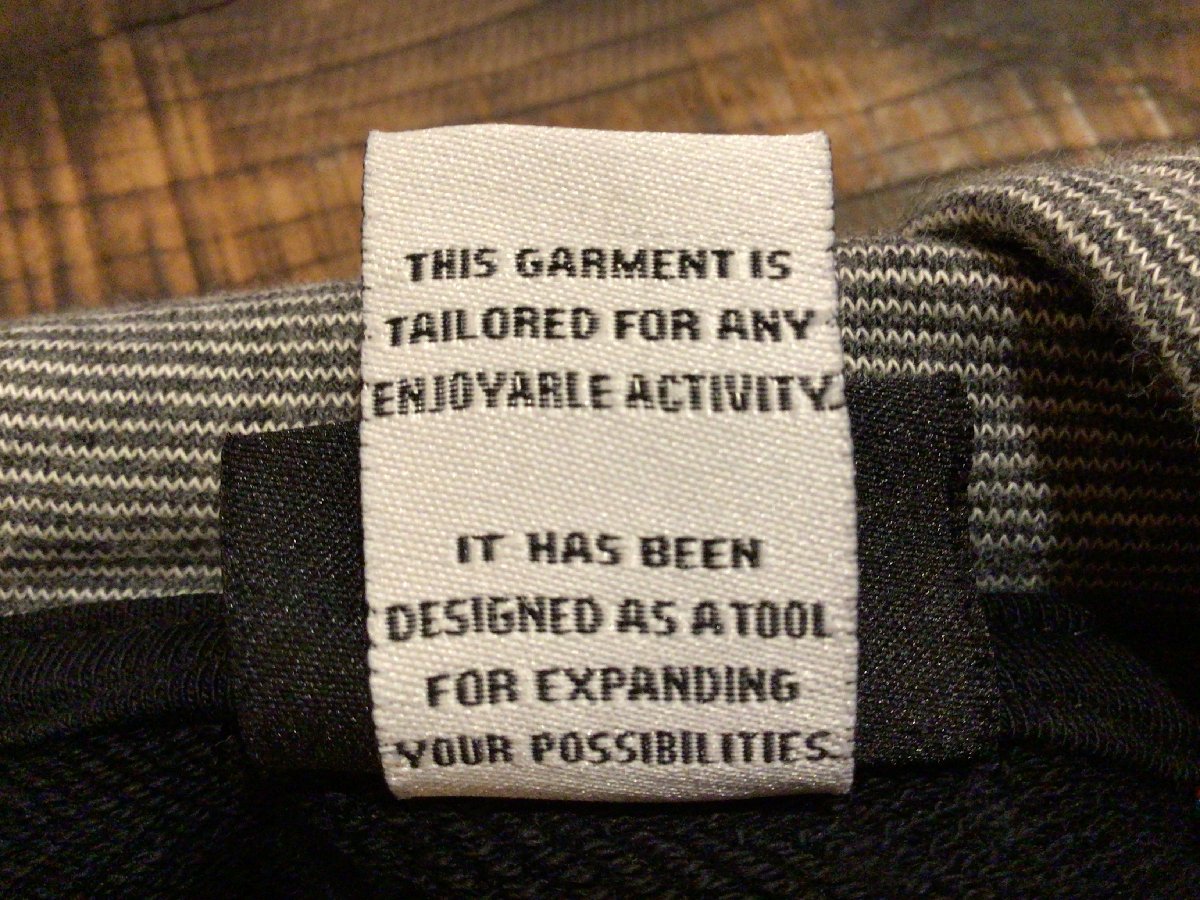 THIS GARMENT IS
TAILORED FOR ANY
ENJOYARLE ACTIVITY.
IT HAS BEEN
DESIGNED AS A TOOL
FOR EXPANDING
YOUR POSSIBILITIES.